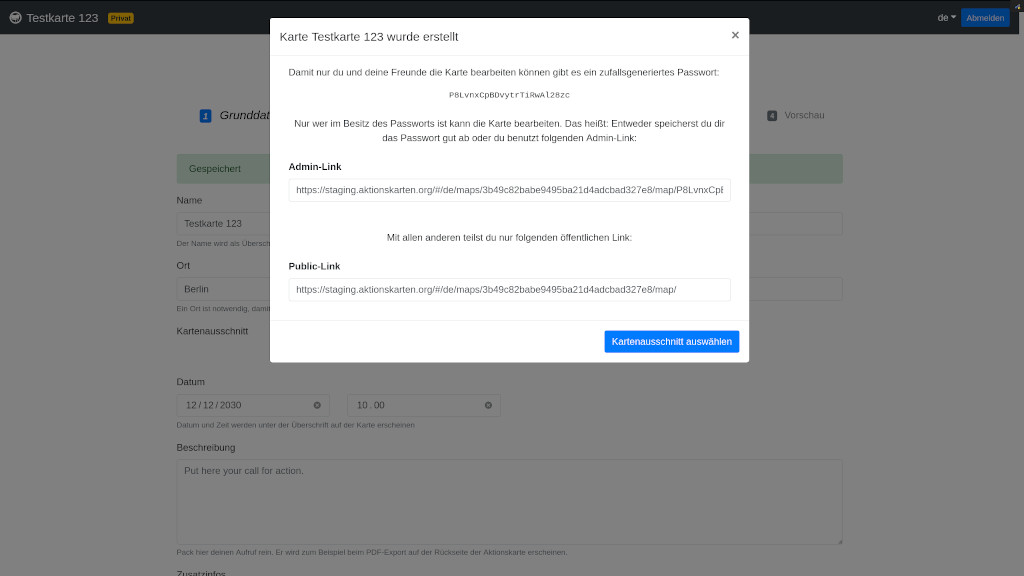 Testkarte 123 Privat
de Abmelden
Karte Testkarte 123 wurde erstellt ×
Damit nur du und deine Freunde die Karte bearbeiten können gibt es ein zufallsgeneriertes Passwort:
P8LvnxCpBDvytrTiRwAl28zc
Nur wer im Besitz des Passworts ist kann die Karte bearbeiten. Das heißt: Entweder speicherst du dir
das Passwort gut ab oder du benutzt folgenden Admin-Link:
Admin-Link
https://staging.aktionskarten.org/#/de/maps/3b49c82babe9495ba21d4adcbad327e8/map/P8LvnxCpB
Mit allen anderen teilst du nur folgenden öffentlichen Link:
Public-Link
https://staging.aktionskarten.org/#/de/maps/3b49c82babe9495ba21d4adcbad327e8/map/
Kartenausschnitt auswählen
1 Grunddat
4 Vorschau
Gespeichert
Name
Testkarte 123
Der Name wird als Übersch
Ort
Berlin
Ein Ort ist notwendig, damit
Kartenausschnitt
Datum
12/12/2030 10.00
Datum und Zeit werden unter der Überschrift auf der Karte erscheinen
Beschreibung
Put here your call for action.
Pack hier deinen Aufruf rein. Er wird zum Beispiel beim PDF-Export auf der Rückseite der Aktionskarte erscheinen.
Zusatzinfos